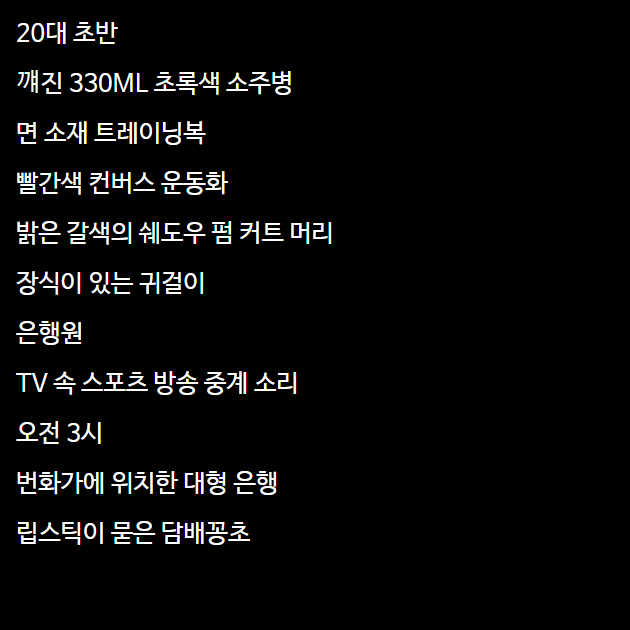 20대 초반
깨진 330ML 초록색 소주병
면 소재 트레이닝복
빨간색 컨버스 운동화
밝은 갈색의 쉐도우 펌 커트 머리
장식이 있는 귀걸이
은행원
TV 속 스포츠 방송 중계 소리
오전 3시
번화가에 위치한 대형 은행
립스틱이 묻은 담배꽁초